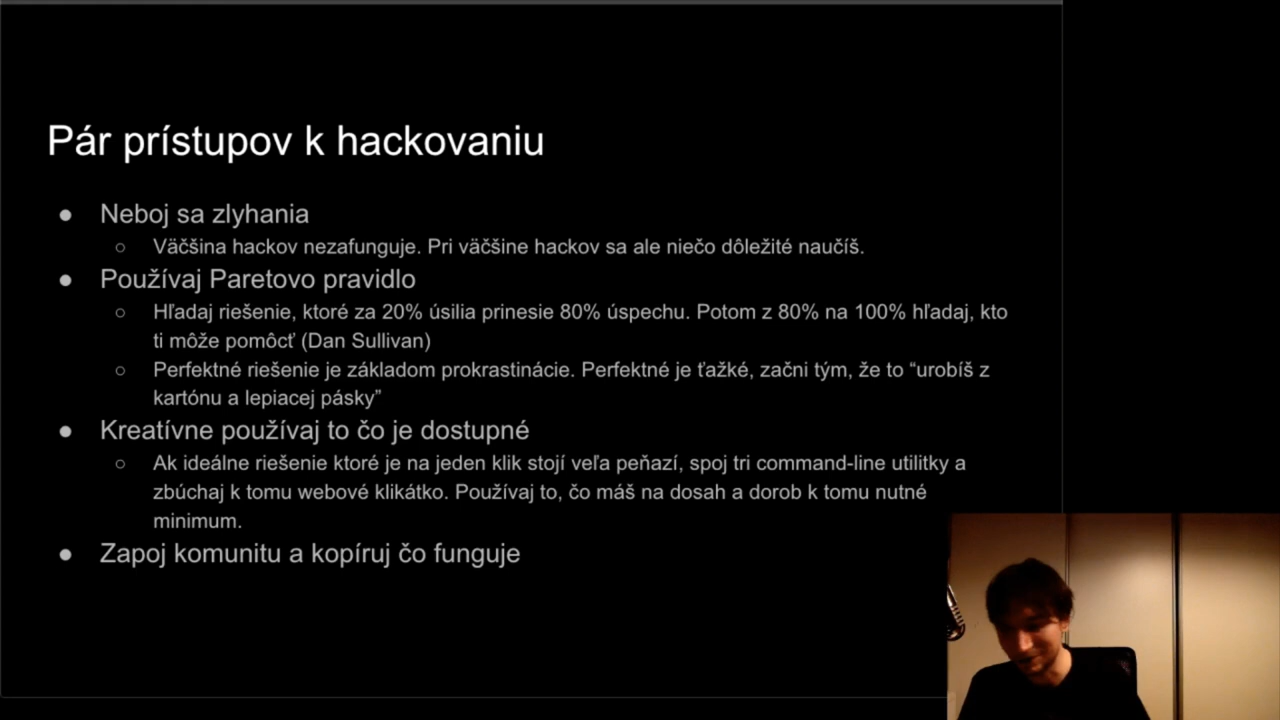 Pár prístupov k hackovaniu
● Neboj sa zlyhania
○ Väčšina hackov nezafunguje. Pri väčšine hackov sa ale niečo dôležité naučíš.
● Používaj Paretovo pravidlo
○ Hľadaj riešenie, ktoré za 20% úsilia prinesie 80% úspechu. Potom z 80% na 100% hľadaj, kto
ti môže pomôcť (Dan Sullivan)
○ Perfektné riešenie je základom prokrastinácie. Perfektné je ťažké, začni tým, že to “urobíš z
kartónu a lepiacej pásky”
● Kreatívne používaj to čo je dostupné
○ Ak ideálne riešenie ktoré je na jeden klik stojí veľa peňazí, spoj tri command-line utilitky a
zbúchaj k tomu webové klikátko. Používaj to, čo máš na dosah a dorob k tomu nutné
minimum.
● Zapoj komunitu a kopíruj čo funguje